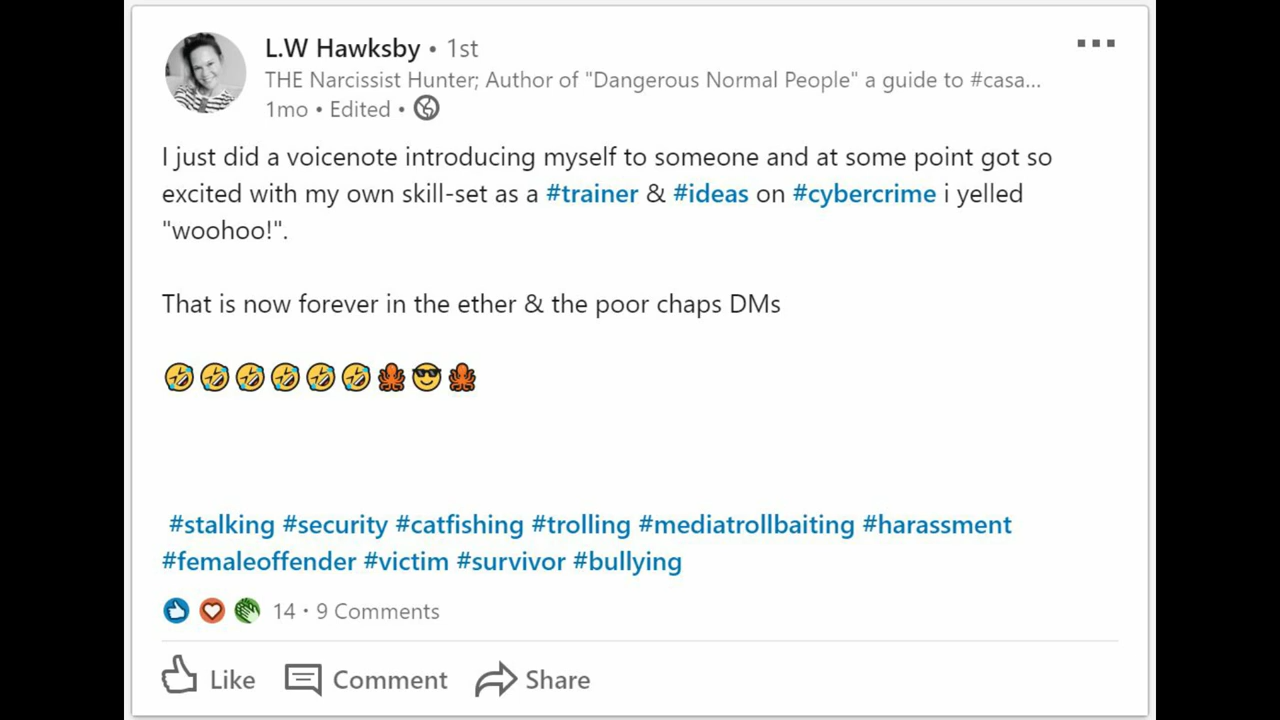 L.W Hawksby • 1st
THE Narcissist Hunter; Author of "Dangerous Normal People" a guide to #casa...
1mo • Edited •
I just did a voicenote introducing myself to someone and at some point got so
excited with my own skill-set as a #trainer & #ideas on #cybercrime i yelled
"woohoo!".
That is now forever in the ether & the poor chaps DMs
🤣🤣🤣🤣🤣🤣🐙😎🐙
#stalking #security #catfishing #trolling #mediatrollbaiting #harassment
#femaleoffender #victim #survivor #bullying
14 • 9 Comments
Like Comment Share